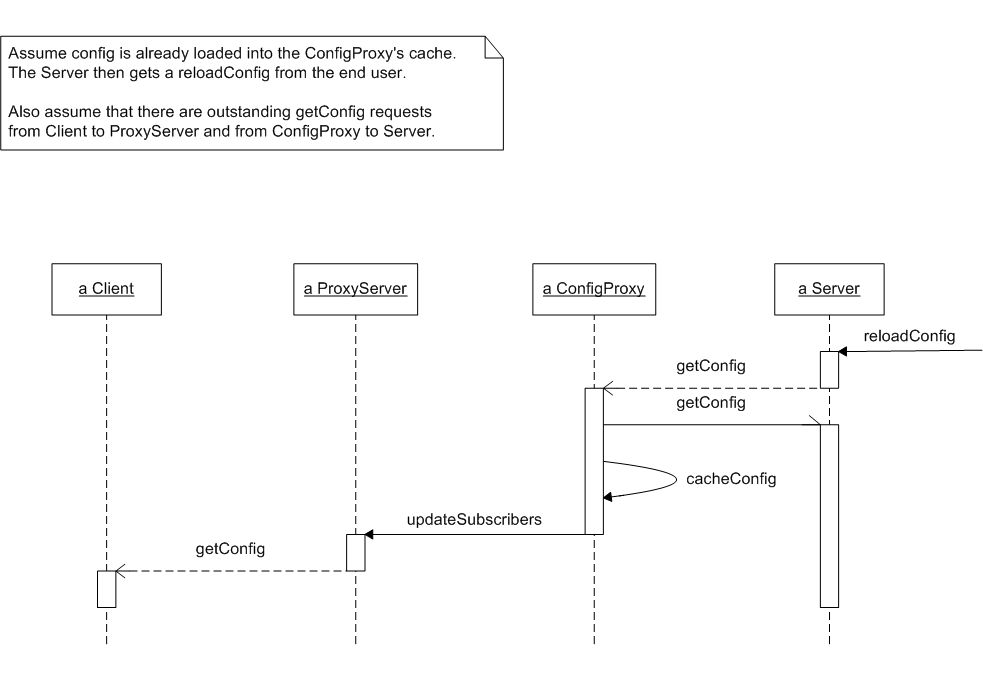 Assume config is already loaded into the ConfigProxy's cache.
The Server then gets a reloadConfig from the end user.
Also assume that there are outstanding getConfig requests
from Client to ProxyServer and from ConfigProxy to Server.
a Client
a ProxyServer
a ConfigProxy
a Server
reloadConfig
getConfig
getConfig
cacheConfig
updateSubscribers
getConfig